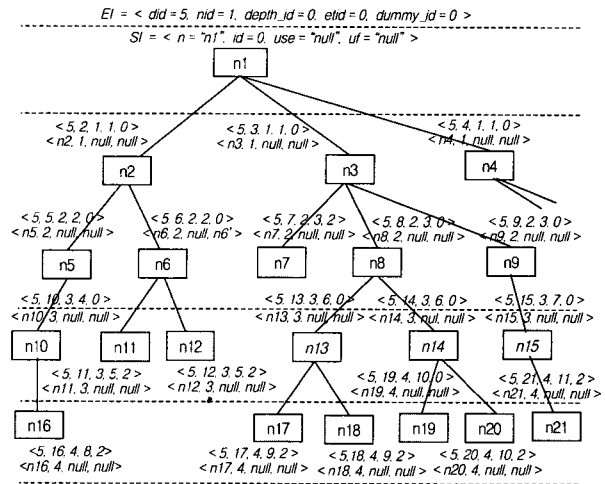 EI = < did = 5, nid = 1, depth_id = 0, etid = 0, dummy_id = 0 >
SI = < n = "n1", id = 0, use = "null", uf = "null" >
n1
< 5, 2, 1, 1, 0 > < 5, 3, 1, 1, 0 > < 5, 4, 1, 1, 0 >
< n2, 1, null, null > < n3, 1, null, null > < n4, 1, null, null >
n2 n3 n4
< 5, 5, 2, 2, 0 > < 5, 6, 2, 2, 0 > < 5, 7, 2, 3, 2 > < 5, 8, 2, 3, 0 > < 5, 9, 2, 3, 0 >
< n5, 2, null, null > < n6, 2, null, n6' > < n7, 2, null, null > < n8, 2, null, null > < n9, 2, null, null >
n5 n6 n7 n8 n9
< 5, 10, 3, 4, 0 > < 5, 13, 3, 6, 0 > < 5, 14, 3, 6, 0 > < 5, 15, 3, 7, 0 >
< n10, 3, null, null > < n13, 3, null, null > < n14, 3, null, null > < n15, 3, null, null >
n10 n11 n12 n13 n14 n15
< 5, 11, 3, 5, 2 > < 5, 12, 3, 5, 2 > < 5, 19, 4, 10, 0 > < 5, 21, 4, 11, 2 >
< n11, 3, null, null > < n12, 3, null, null > < n19, 4, null, null > < n21, 4, null, null >
n16 n17 n18 n19 n20 n21
<5, 16, 4, 8, 2> <5, 17, 4, 9, 2> <5,18, 4, 9, 2> <5, 20, 4, 10, 2>
<n16, 4, null, null> <n17, 4, null, null> <n18, 4, null, null> <n20, 4, null, null>